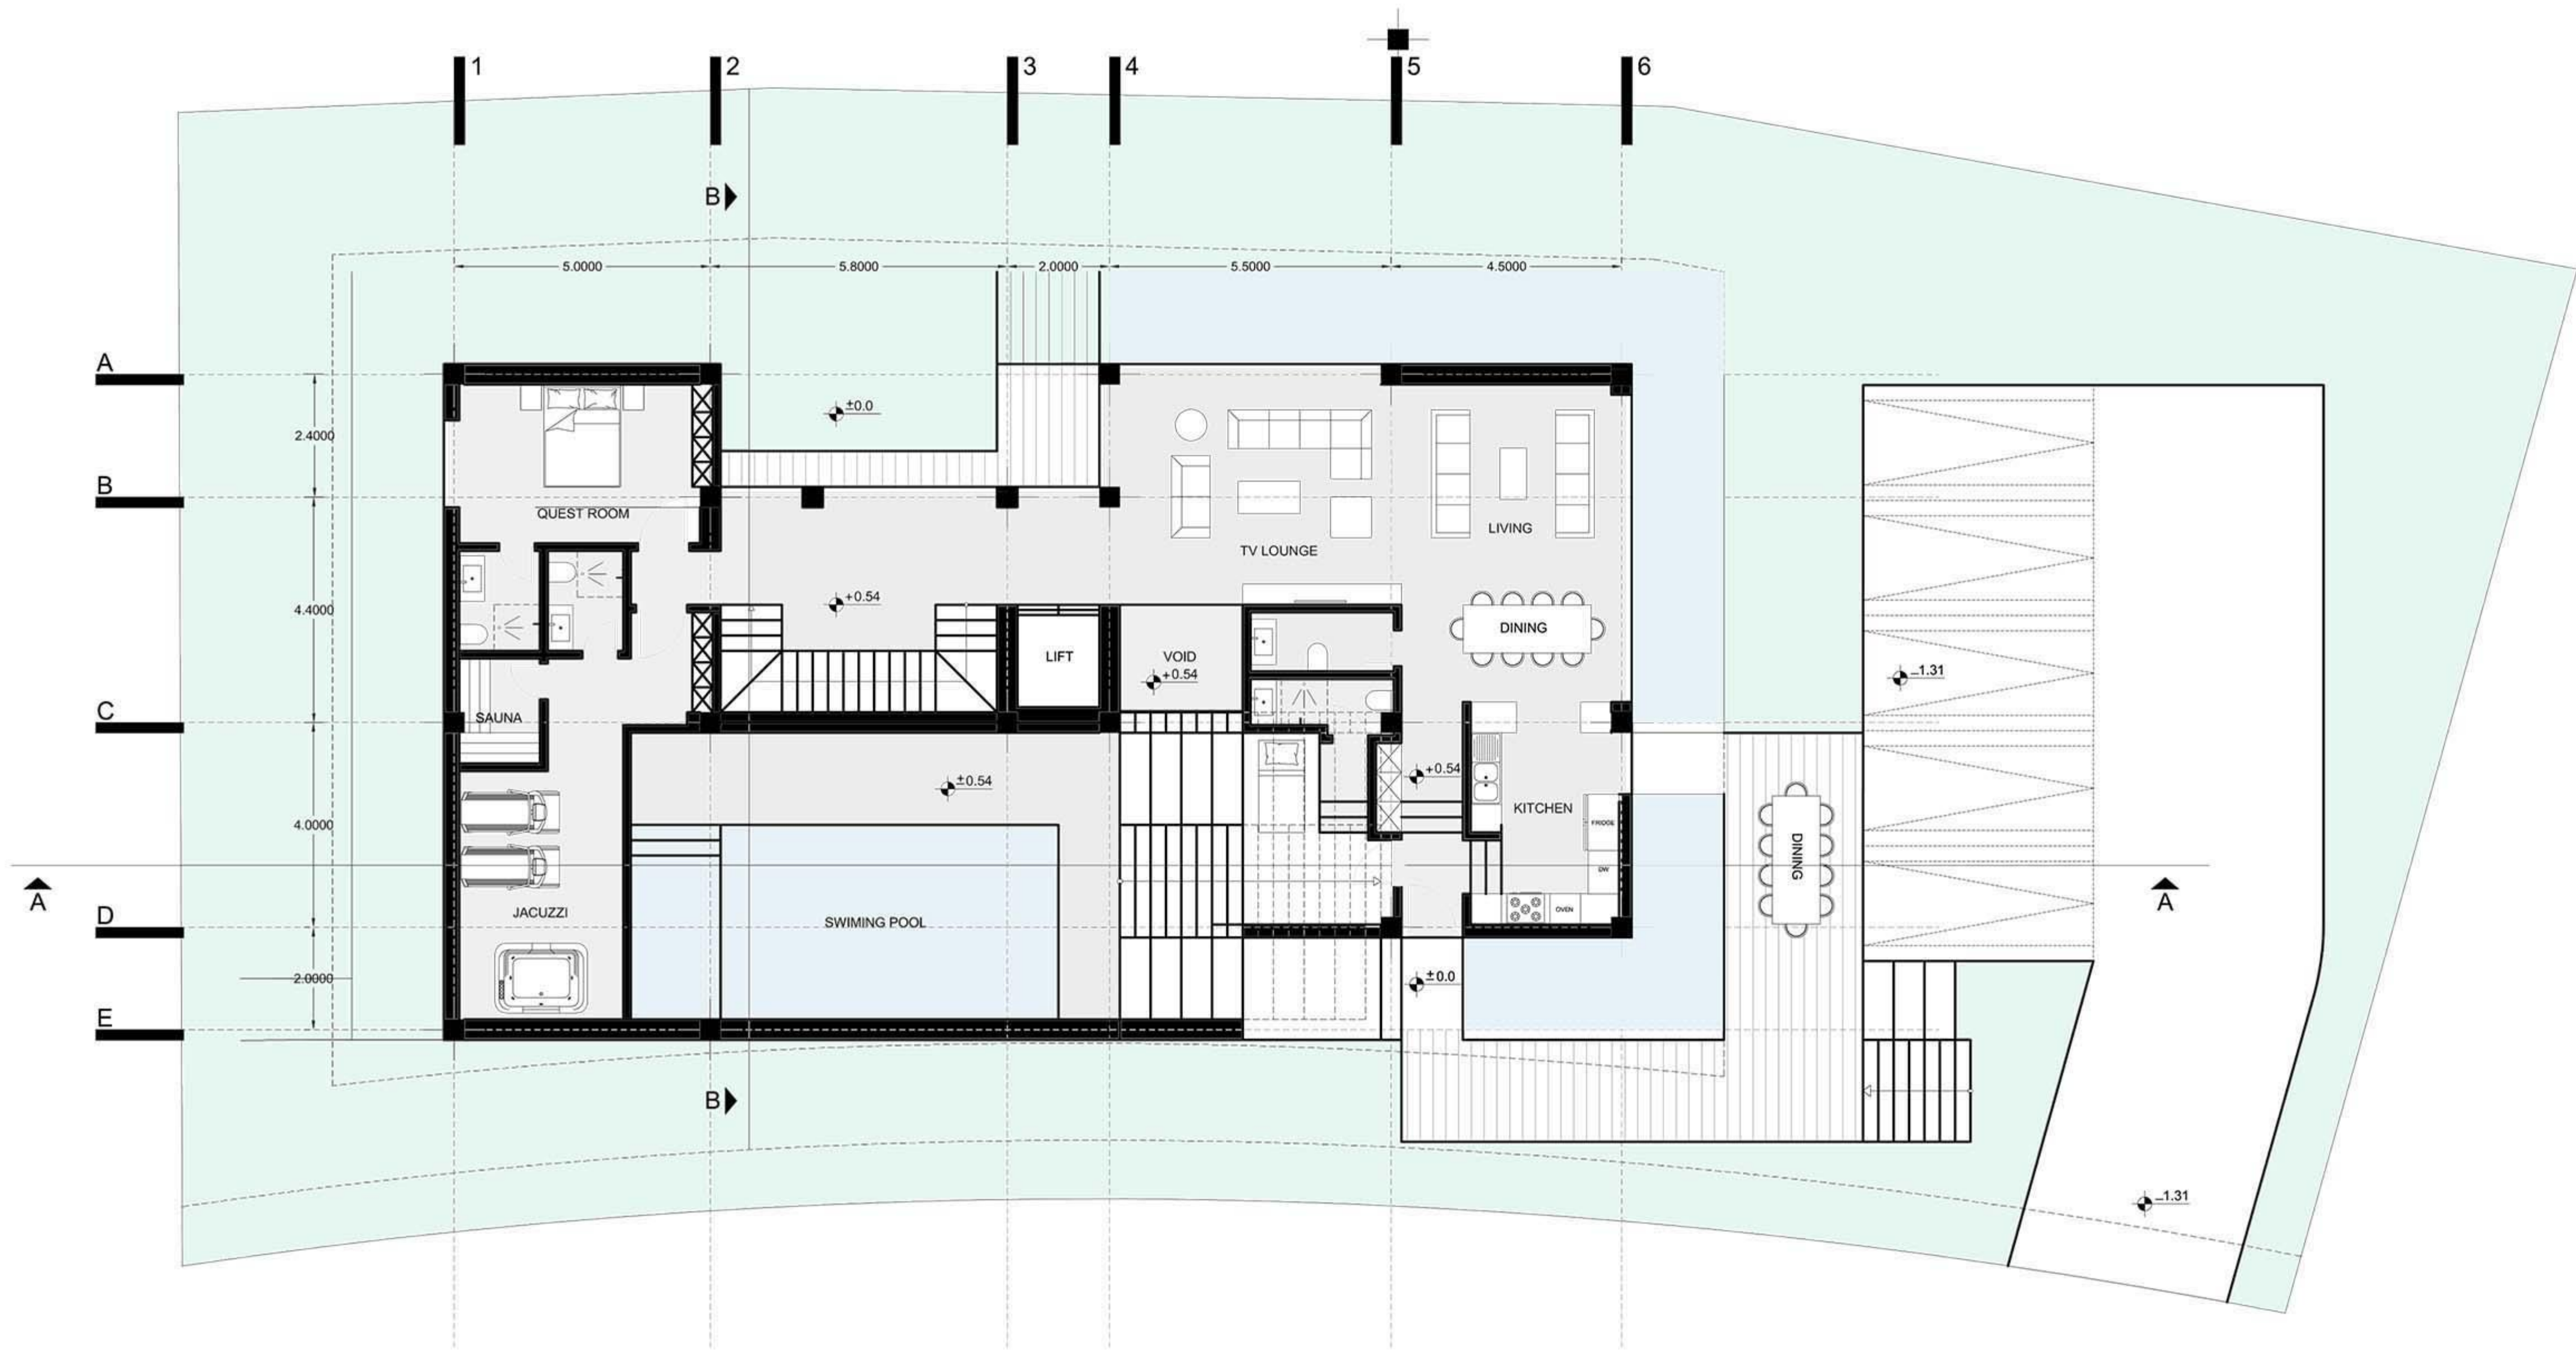 1
2
3
4
5
6
B
5.0000
5.8000
2.0000
5.5000
4.5000
A
±0.0
2.4000
B
QUEST ROOM
LIVING
TV LOUNGE
+0.54
4.4000
DINING
LIFT
VOID
+0.54
-1.31
C
SAUNA
+0.54
±0.54
KITCHEN
FRIDGE
4.0000
DINING
DW
A
A
OVEN
D
JACUZZI
SWIMING POOL
2.0000
±0.0
E
B
-1.31